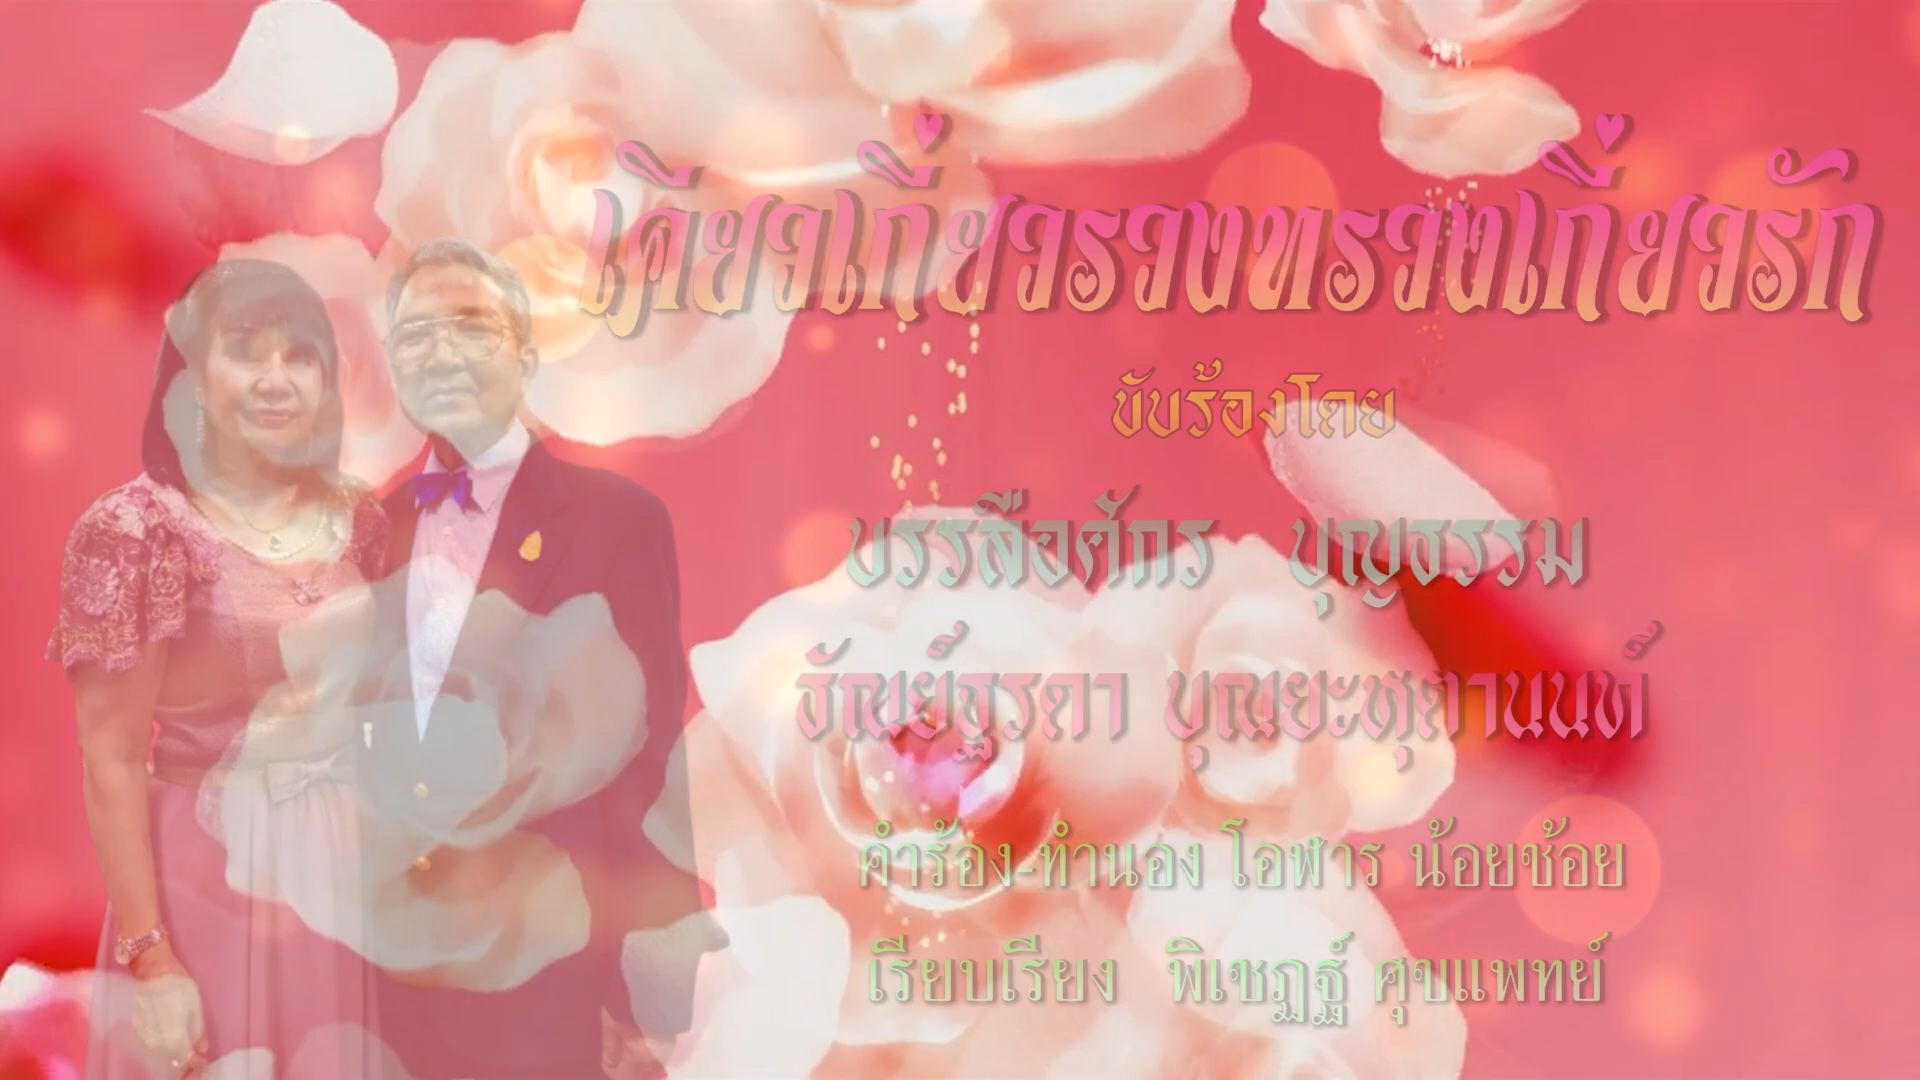 เคียวเกี่ยวรวงทรวงเกี่ยวรัก
ขับร้องโดย
บรรลือศักร บุญธรรม
ธัณย์ฐรดา บุณยะหุตานนท์
คำร้อง-ทำนอง โอฬาร น้อยช้อย
เรียบเรียง พิเชฏฐ์ ศุขแพทย์